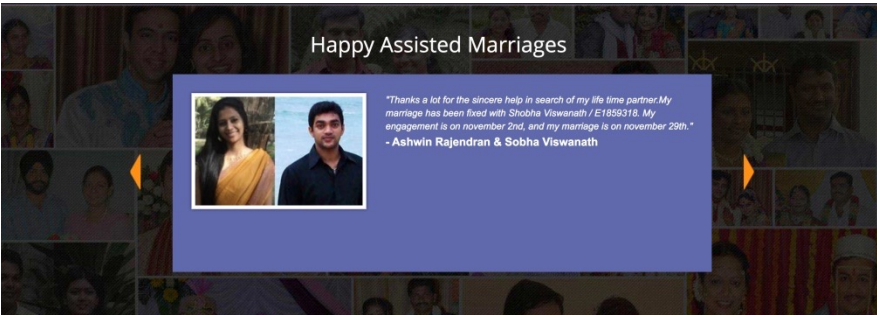 Happy Assisted Marriages
"Thanks a lot for the sincere help in search of my life time partner.My
marriage has been fixed with Shobha Viswanath / E1859318. My
engagement is on november 2nd, and my marriage is on november 29th."
- Ashwin Rajendran & Sobha Viswanath